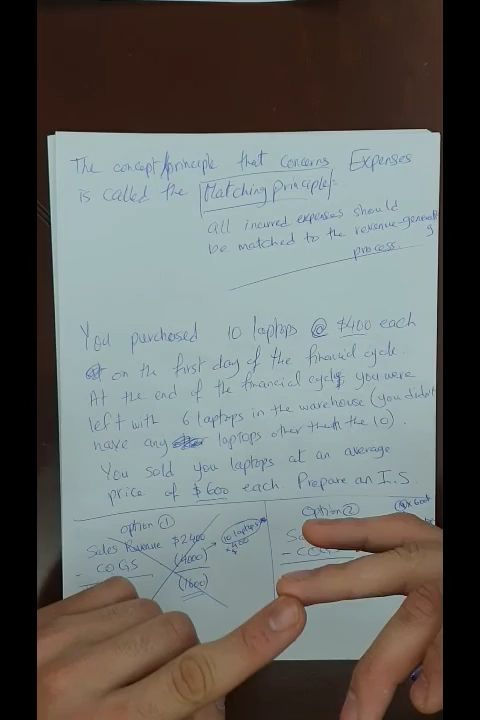 The concept/principle that concerns Expenses
is called the Matching principle.
all incurred expenses should
be matched to the revenue-generating
process.
You purchased 10 laptops @ $400 each
on the first day of the financial cycle.
At the end of the financial cycle, you were
left with 6 laptops in the warehouse (you didn't
have any laptops other than the 10).
You sold you laptops at an average
price of $600 each Prepare an I.S.
Option 1
Sales Revenue $2400
- COGS (4000) → 10 laptops
x 400
(1600)
Option 2
- COGS